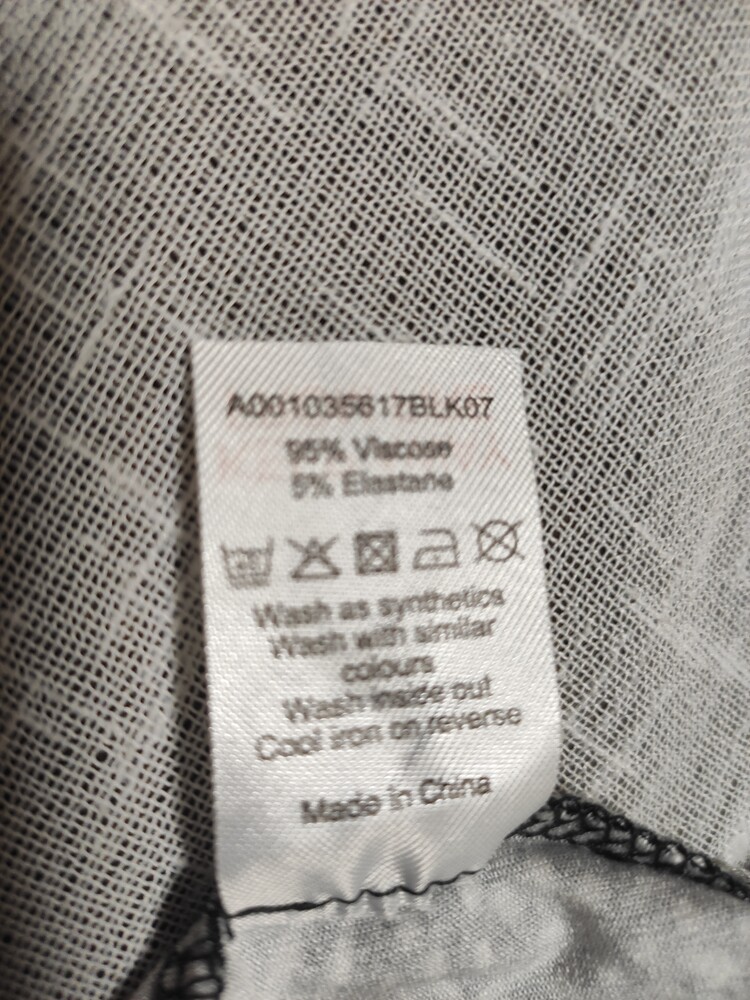 A001035617BLK07
95% Viscose
5% Elastane
Wash as synthetics
Wash with similar
colours
Wash inside out
Cool iron on reverse
Made in China